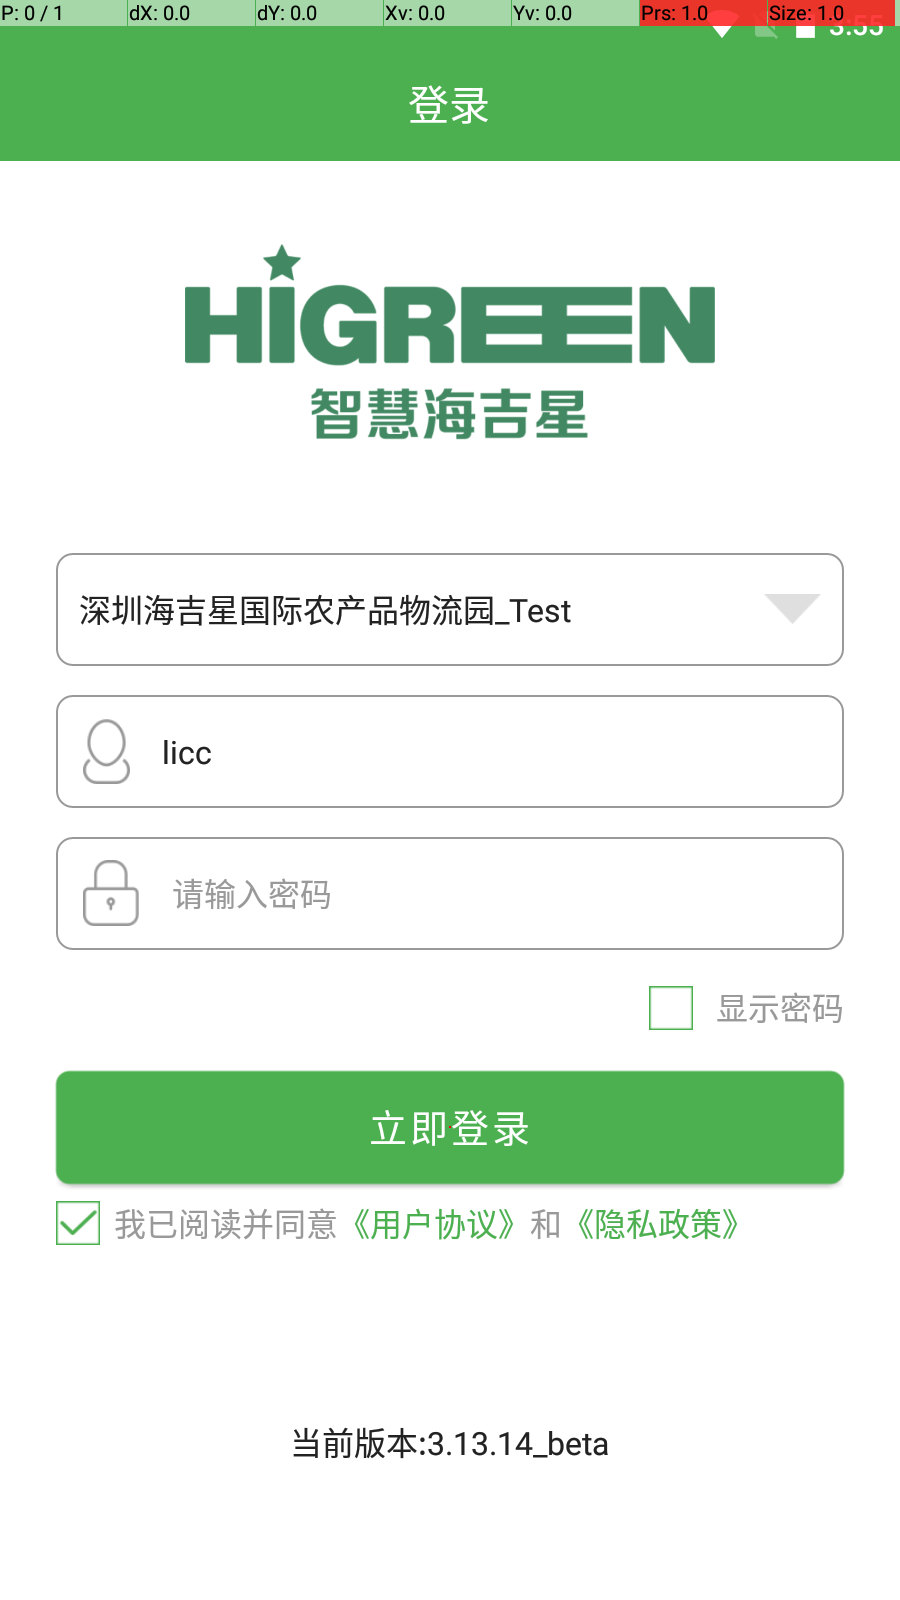 P: 0 / 1 dX: 0.0 dY: 0.0 Xv: 0.0 Yv: 0.0 Prs: 1.0 Size: 1.0
3:55
登录
HiGREEN
智慧海吉星
深圳海吉星国际农产品物流园_Test
licc
请输入密码
显示密码
立即登录
我已阅读并同意《用户协议》和《隐私政策》
当前版本:3.13.14_beta